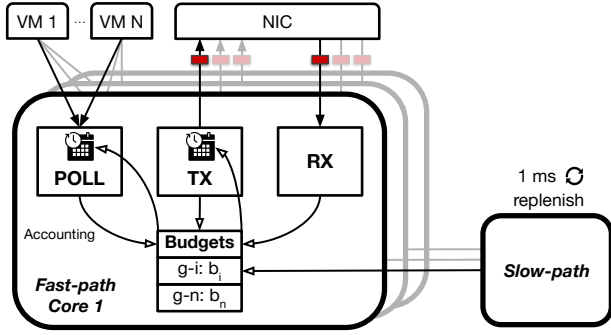 VM 1 ... VM N
NIC
POLL
TX
RX
1 ms
replenish
Accounting
Budgets
g-i: bᵢ
g-n: bₙ
Fast-path
Core 1
Slow-path